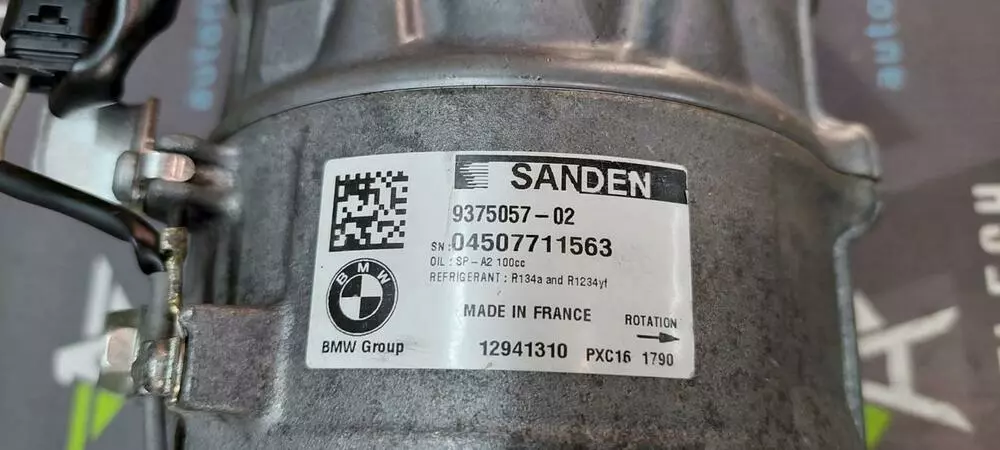 SANDEN
9375057-02
SN:04507711563
OIL : SP-A2 100cc
REFRIGERANT : R134a and R1234yf
BMW
MADE IN FRANCE
ROTATION
BMW Group
12941310 PXC16 1790
auto